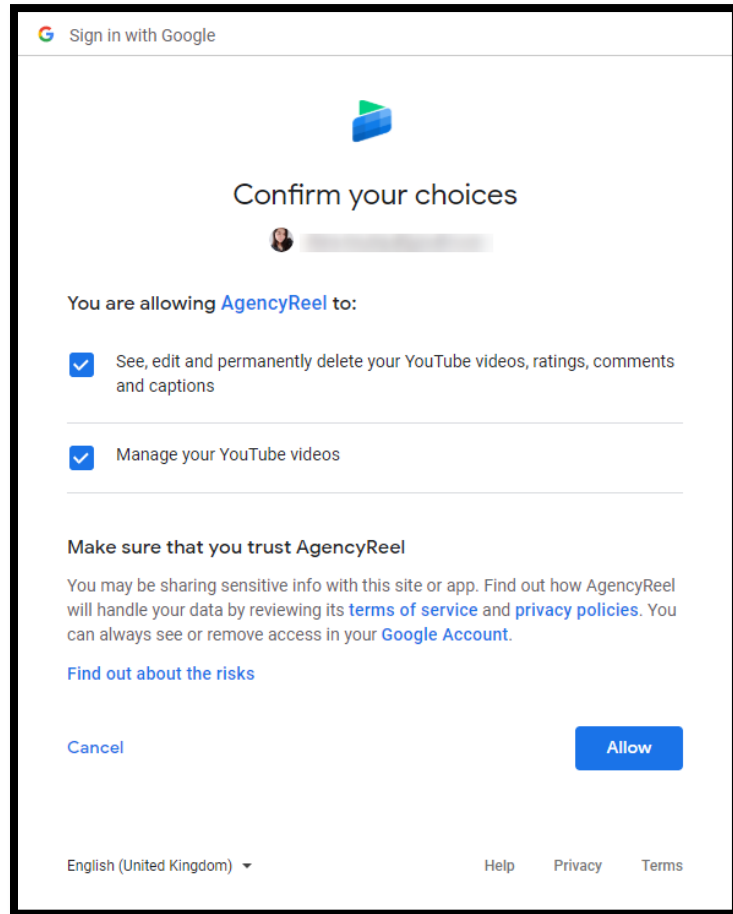 Sign in with Google
Confirm your choices
You are allowing AgencyReel to:
See, edit and permanently delete your YouTube videos, ratings, comments
and captions
Manage your YouTube videos
Make sure that you trust AgencyReel
You may be sharing sensitive info with this site or app. Find out how AgencyReel
will handle your data by reviewing its terms of service and privacy policies. You
can always see or remove access in your Google Account.
Find out about the risks
Cancel
Allow
English (United Kingdom)
Help Privacy Terms